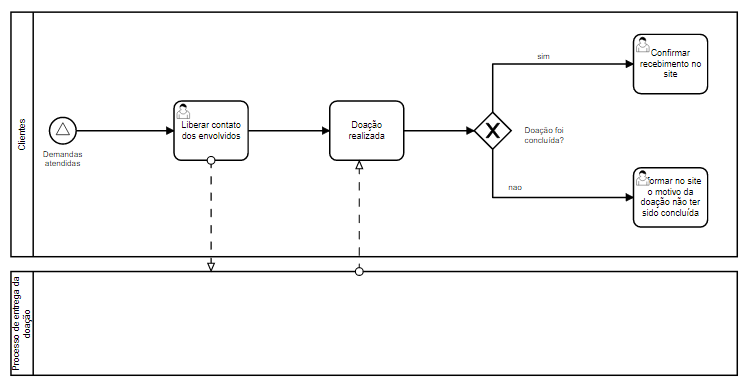 Clientes
Demandas
atendidas
Liberar contato
dos envolvidos
Doação
realizada
Doação foi
concluída?
sim
Confirmar
recebimento no
site
nao
no site
o motivo da
doação não ter
sido concluída
Processo de entrega da
doação